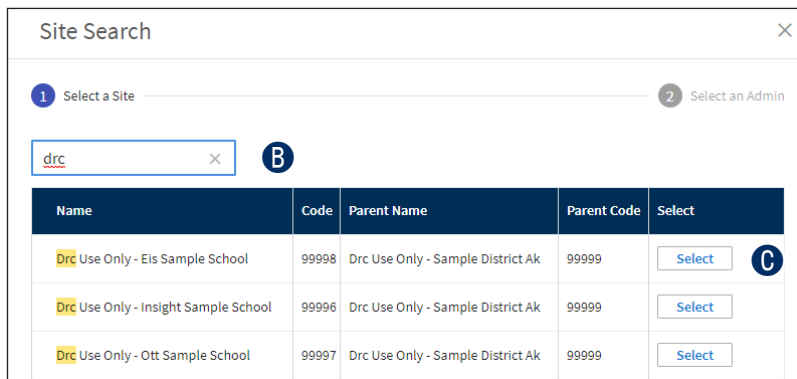 Site Search
1 Select a Site 2 Select an Admin
drc B
Name Code Parent Name Parent Code Select
Drc Use Only - Eis Sample School 99998 Drc Use Only - Sample District Ak 99999 Select C
Drc Use Only - Insight Sample School 99996 Drc Use Only - Sample District Ak 99999 Select
Drc Use Only - Ott Sample School 99997 Drc Use Only - Sample District Ak 99999 Select